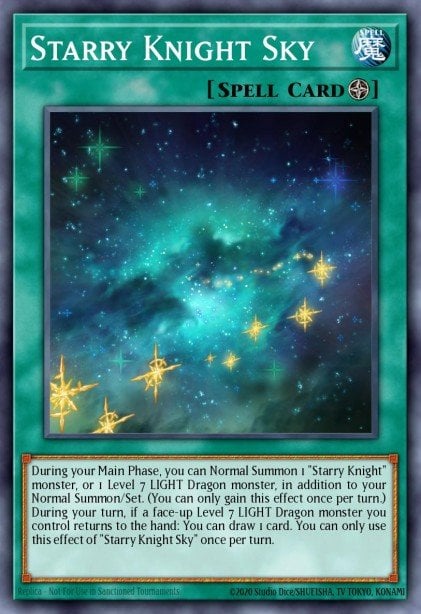 Starry Knight Sky
SPELL
魔
[Spell Card]
During your Main Phase, you can Normal Summon 1 "Starry Knight"
monster, or 1 Level 7 LIGHT Dragon monster, in addition to your
Normal Summon/Set. (You can only gain this effect once per turn.)
During your turn, if a face-up Level 7 LIGHT Dragon monster you
control returns to the hand: You can draw 1 card. You can only use
this effect of "Starry Knight Sky" once per turn.
Replica - Not For Use in Sanctioned Tournaments ©2020 Studio Dice/SHUEISHA, TV TOKYO, KONAMI